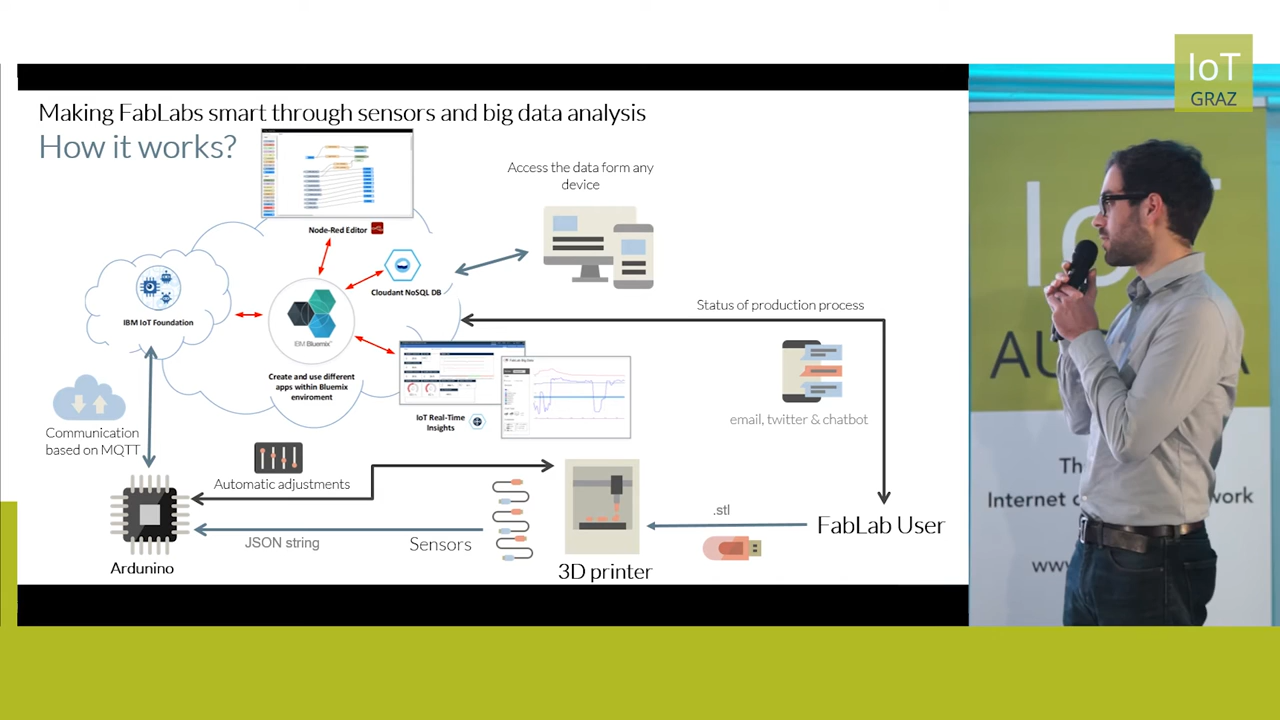 IoT
GRAZ
Making FabLabs smart through sensors and big data analysis
How it works?
Access the data form any
device
Node-Red Editor
Cloudant NoSQL DB
IBM IoT Foundation
IBM Bluemix™
Create and use different
apps within Bluemix
enviroment
IoT Real-Time
Insights
Status of production process
email, twitter & chatbot
Communication
based on MQTT
Automatic adjustments
JSON string
Sensors
.stl
FabLab User
Ardunino
3D printer
Internet
work
www